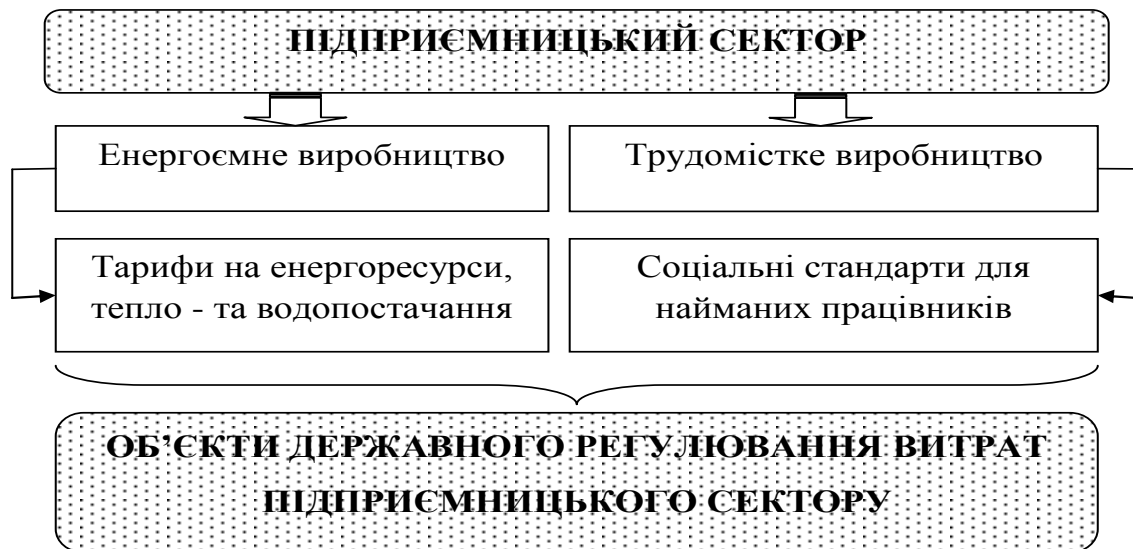 ПІДПРИЄМНИЦЬКИЙ СЕКТОР
Енергоємне виробництво
Трудомістке виробництво
Тарифи на енергоресурси,
тепло - та водопостачання
Соціальні стандарти для
найманих працівників
ОБ’ЄКТИ ДЕРЖАВНОГО РЕГУЛЮВАННЯ ВИТРАТ
ПІДПРИЄМНИЦЬКОГО СЕКТОРУ